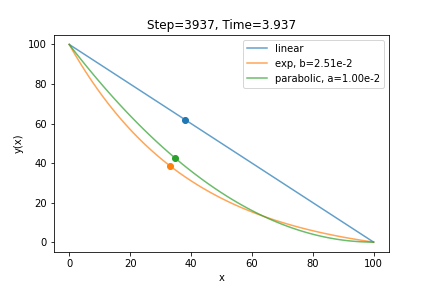 Step=3937, Time=3.937
linear
exp, b=2.51e-2
parabolic, a=1.00e-2
100
80
60
40
20
0
y(x)
0 20 40 60 80 100
x